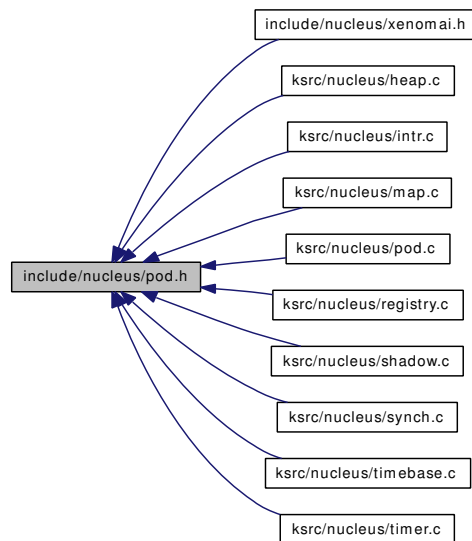 include/nucleus/xenomai.h
ksrc/nucleus/heap.c
ksrc/nucleus/intr.c
ksrc/nucleus/map.c
ksrc/nucleus/pod.c
include/nucleus/pod.h
ksrc/nucleus/registry.c
ksrc/nucleus/shadow.c
ksrc/nucleus/synch.c
ksrc/nucleus/timebase.c
ksrc/nucleus/timer.c